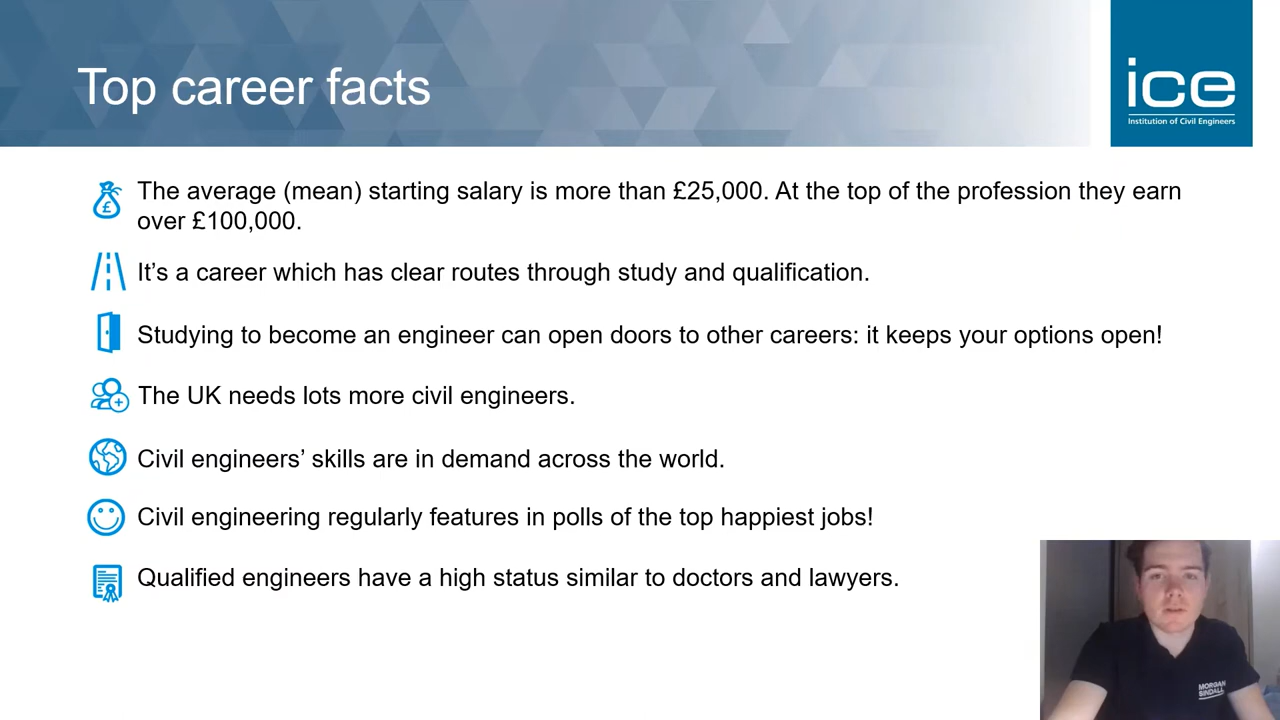 Top career facts
ice
Institution of Civil Engineers
£
The average (mean) starting salary is more than £25,000. At the top of the profession they earn
over £100,000.
It’s a career which has clear routes through study and qualification.
Studying to become an engineer can open doors to other careers: it keeps your options open!
The UK needs lots more civil engineers.
Civil engineers’ skills are in demand across the world.
Civil engineering regularly features in polls of the top happiest jobs!
Qualified engineers have a high status similar to doctors and lawyers.
MORGAN
SINDALL